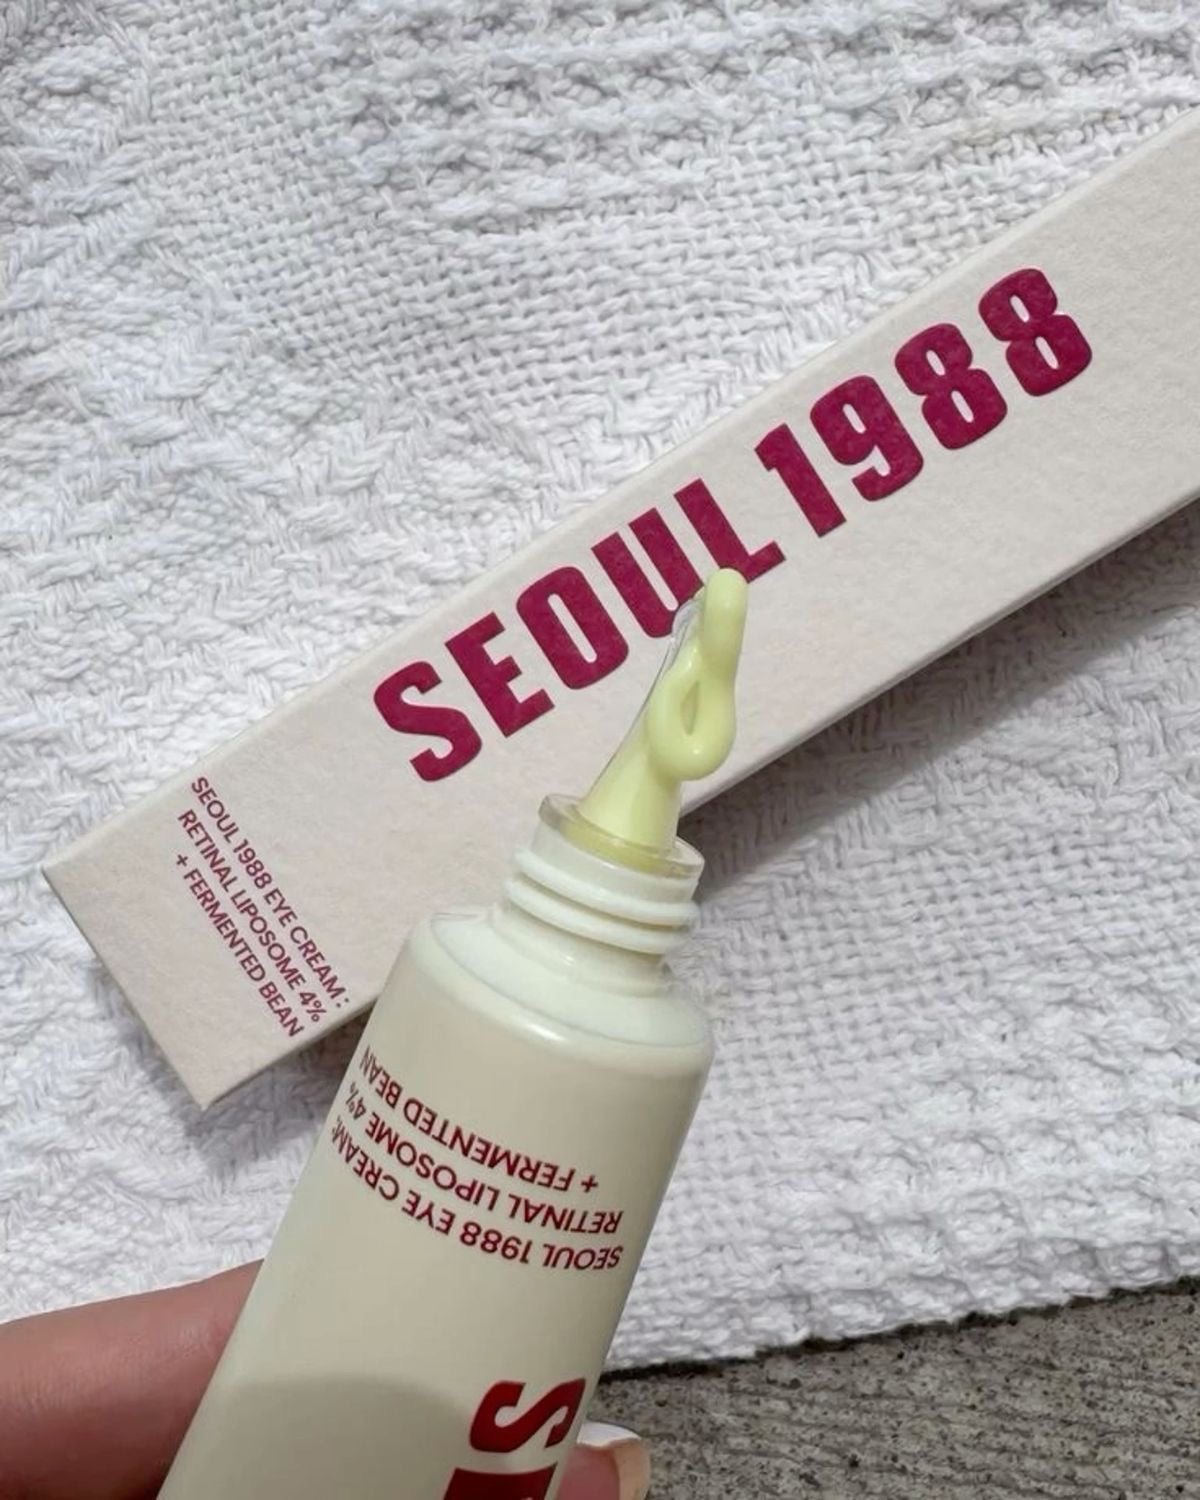 SEOUL 1988
SEOUL 1988 EYE CREAM :
RETINAL LIPOSOME 4%
+ FERMENTED BEAN
SEOUL 1988 EYE CREAM:
RETINAL LIPOSOME 4%
+ FERMENTED BEAN